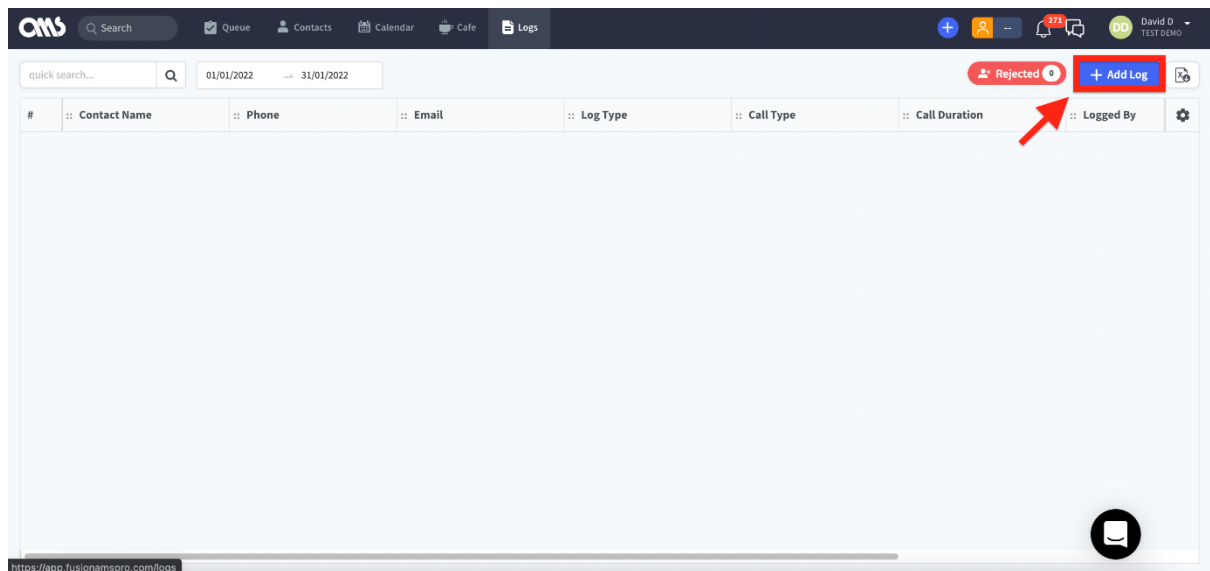 AMS Search Queue Contacts Calendar Cafe Logs -- 271 DD David D
TEST DEMO
quick search... 01/01/2022 → 31/01/2022 Rejected 0 + Add Log
# :: Contact Name :: Phone :: Email :: Log Type :: Call Type :: Call Duration :: Logged By
https://app.fusionamspro.com/logs